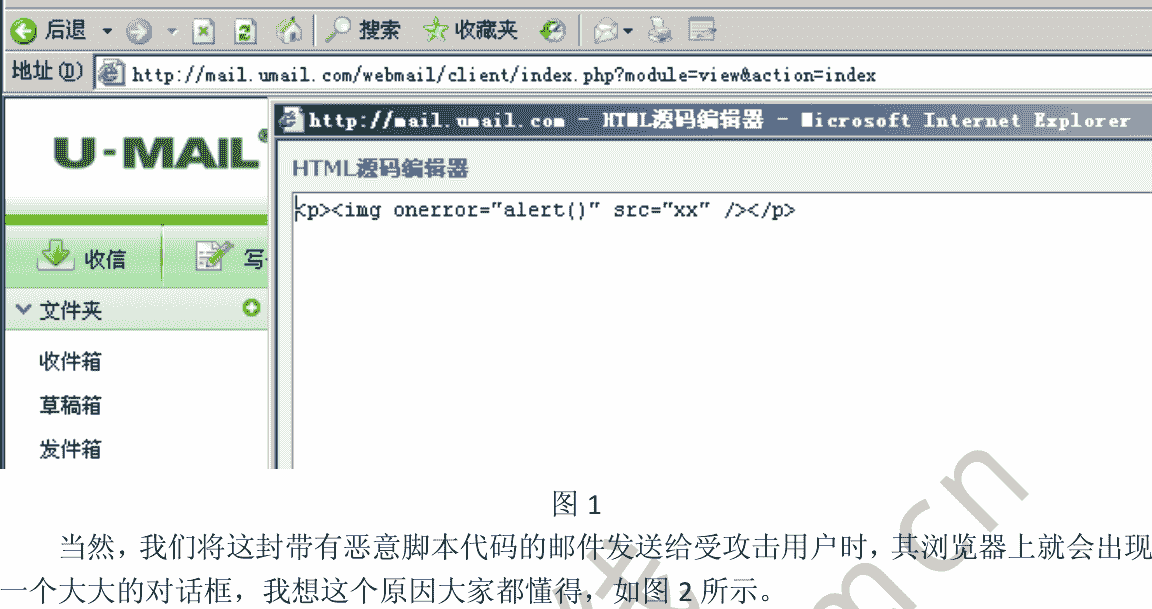 后退 搜索 收藏夹
地址(D) http://mail.umail.com/webmail/client/index.php?module=view&action=index
http://mail.umail.com - HTML源码编辑器 - Microsoft Internet Explorer
U-MAIL®
HTML源码编辑器
<p><img onerror="alert()" src="xx" /></p>
收信 写
文件夹
收件箱
草稿箱
发件箱
图 1
当然，我们将这封带有恶意脚本代码的邮件发送给受攻击用户时，其浏览器上就会出现
一个大大的对话框，我想这个原因大家都懂得，如图 2 所示。